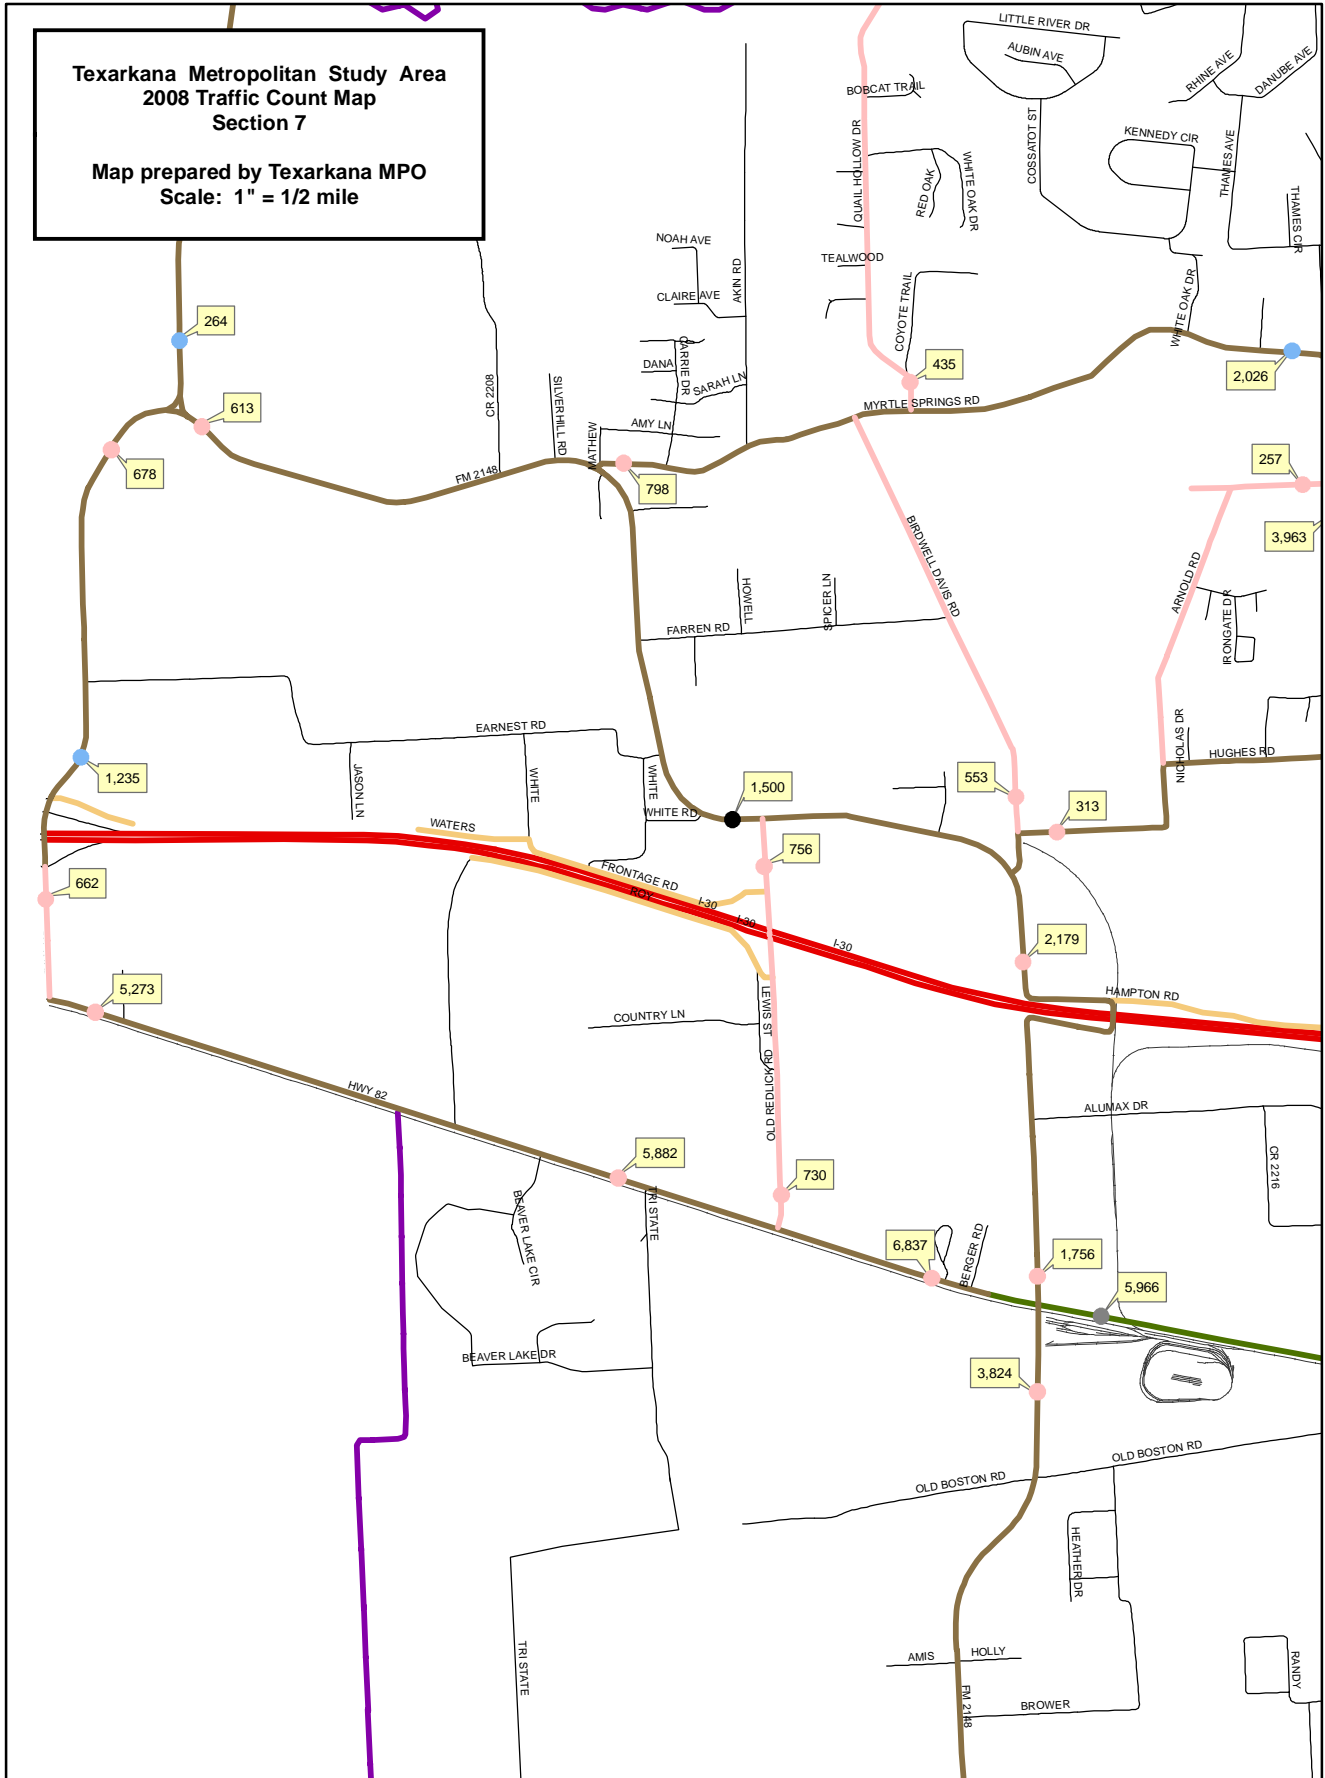 Texarkana Metropolitan Study Area
2008 Traffic Count Map
Section 7
Map prepared by Texarkana MPO
Scale: 1" = 1/2 mile
LITTLE RIVER DR
AUBIN AVE
RHINE AVE
DANUBE AVE
BOBCAT TRAIL
QUAIL HOLLOW DR
COSSATOT ST
KENNEDY CIR
THAMES AVE
WHITE OAK DR
RED OAK
THAMES CIR
NOAH AVE
TEALWOOD
AKIN RD
CLAIRE AVE
COYOTE TRAIL
WHITE OAK DR
264
435
2,026
CARRIE DR
DANA
SARAH LN
CR 2208
SILVERHILL RD
613
MYRTLE SPRINGS RD
MATHEW
AMY LN
678
FM 2148
798
257
3,963
BIRDWELL DAVIS RD
ARNOLD RD
HOWELL
SPICER LN
FARREN RD
IRONGATE DR
EARNEST RD
NICHOLAS DR
HUGHES RD
1,235
JASON LN
WHITE
WHITE
1,500
553
313
WHITE RD
WATERS
756
FRONTAGE RD
662
ROY
I-30
I-30
I-30
2,179
5,273
HAMPTON RD
LEWIS ST
COUNTRY LN
OLD REDLICK RD
HWY 82
ALUMAX DR
CR 2216
5,882
730
BEAVER LAKE CIR
TRI STATE
6,837
BERGER RD
1,756
5,966
BEAVER LAKE DR
3,824
OLD BOSTON RD
OLD BOSTON RD
HEATHER DR
TRI STATE
AMIS
HOLLY
RANDY
FM 2148
BROWER